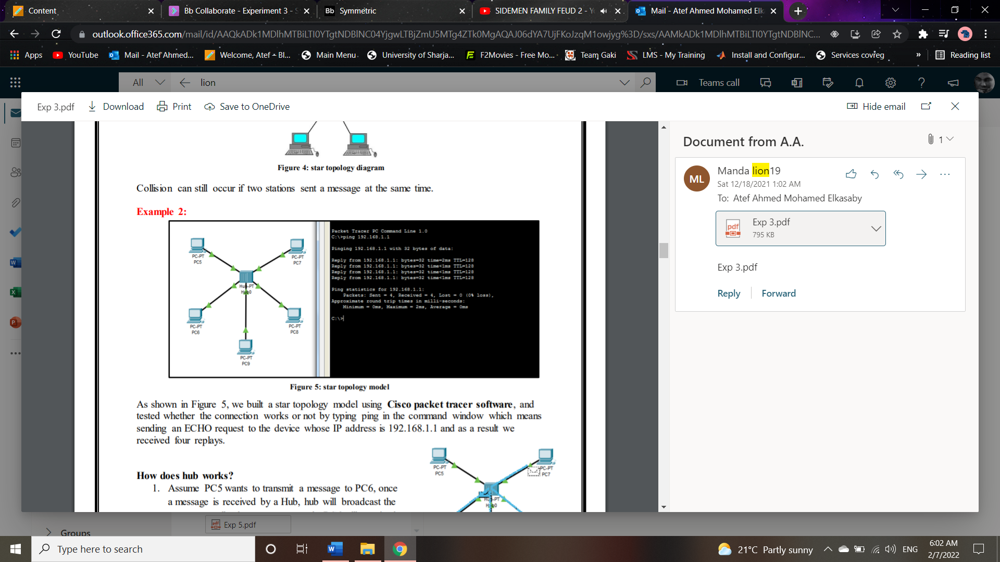 Content
Bb Collaborate - Experiment 3 - S
Bb Symmetric
SIDEMEN FAMILY FEUD 2 - Yo
Mail - Atef Ahmed Mohamed Elk
outlook.office365.com/mail/id/AAQkADk1MDlhMTBiLTI0YTgtNDBlNC04YjgwLTBjZmU5MTg4ZTk0MgAQAJ06dYA7UjFKoJzqM1owjyg%3D/sxs/AAMkADk1MDlhMTBiLTI0YTgtNDBlNC...
Apps
YouTube
Mail - Atef Ahmed...
Welcome, Atef – Bl...
Main Menu
University of Sharja...
F2Movies - Free Mo...
Team Gaki
LMS - My Training
Install and Configur...
Services covreg
»
Reading list
All
lion
Teams call
Exp 3.pdf
Download
Print
Save to OneDrive
Hide email
Figure 4: star topology diagram
Collision can still occur if two stations sent a message at the same time.
Example 2:
PC-PT
PC5
PC-PT
PC7
Hub-PT
Hub0
PC-PT
PC6
PC-PT
PC8
PC-PT
PC9
Packet Tracer PC Command Line 1.0
C:\>ping 192.168.1.1
Pinging 192.168.1.1 with 32 bytes of data:
Reply from 192.168.1.1: bytes=32 time=2ms TTL=128
Reply from 192.168.1.1: bytes=32 time<1ms TTL=128
Reply from 192.168.1.1: bytes=32 time<1ms TTL=128
Reply from 192.168.1.1: bytes=32 time<1ms TTL=128
Ping statistics for 192.168.1.1:
Packets: Sent = 4, Received = 4, Lost = 0 (0% loss),
Approximate round trip times in milli-seconds:
Minimum = 0ms, Maximum = 2ms, Average = 0ms
C:\>
Figure 5: star topology model
As shown in Figure 5, we built a star topology model using Cisco packet tracer software, and
tested whether the connection works or not by typing ping in the command window which means
sending an ECHO request to the device whose IP address is 192.168.1.1 and as a result we
received four replays.
How does hub works?
1. Assume PC5 wants to transmit a message to PC6, once
a message is received by a Hub, hub will broadcast the
PC-PT
PC5
PC-PT
PC7
Hub-PT
Hub0
Document from A.A.
1
ML
Manda lion19
Sat 12/18/2021 1:02 AM
To: Atef Ahmed Mohamed Elkasaby
pdf
Exp 3.pdf
795 KB
Exp 3.pdf
Reply
Forward
Groups
Exp 5.pdf
Type here to search
21°C Partly sunny
ENG
6:02 AM
2/7/2022